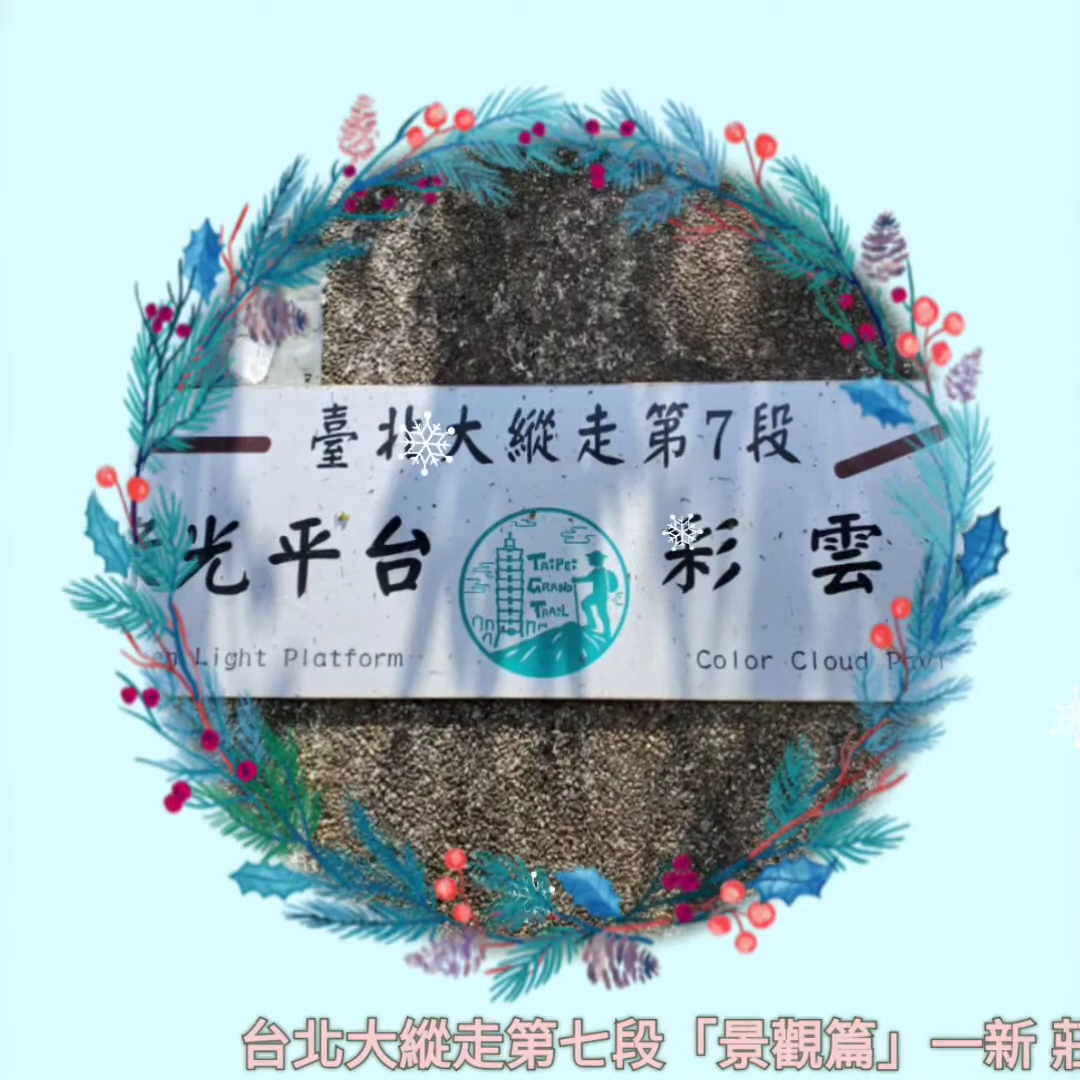 臺北大縱走第7段
光平台
彩雲
TAIPEI
GRAND
TRAIL
Light Platform
Color Cloud
台北大縱走第七段「景觀篇」一新 莊